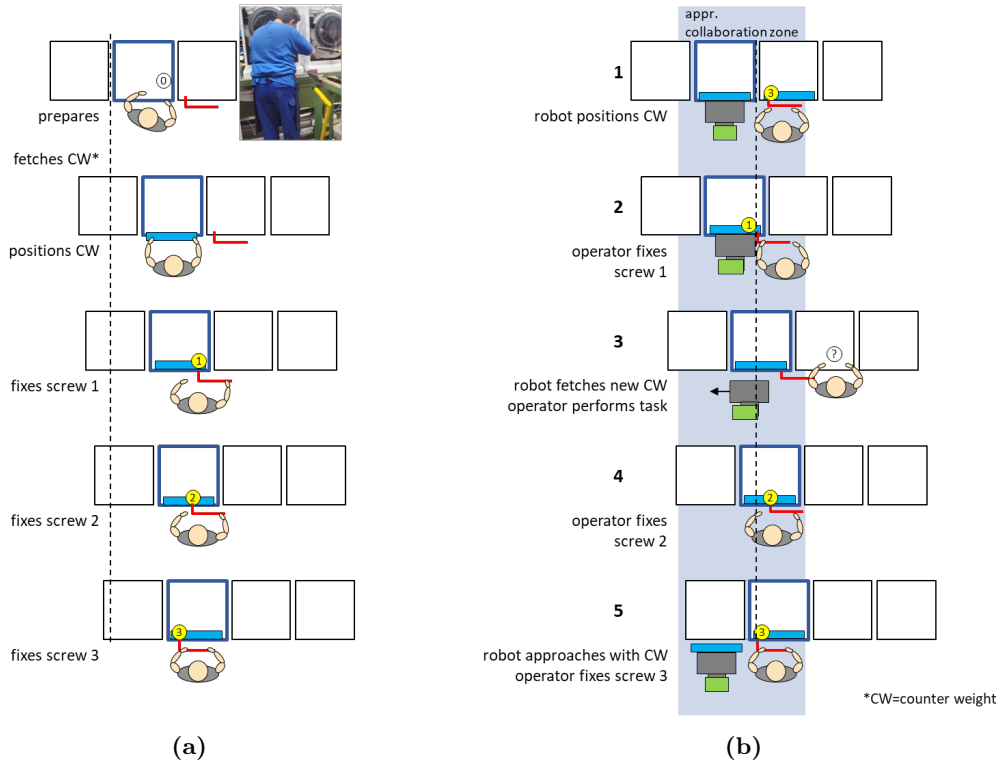 prepares
0
fetches CW*
positions CW
fixes screw 1
1
fixes screw 2
2
fixes screw 3
3
(a)
appr.
collaboration zone
1
robot positions CW
3
2
operator fixes
screw 1
1
3
robot fetches new CW
operator performs task
?
4
operator fixes
screw 2
2
5
robot approaches with CW
operator fixes screw 3
3
*CW=counter weight
(b)